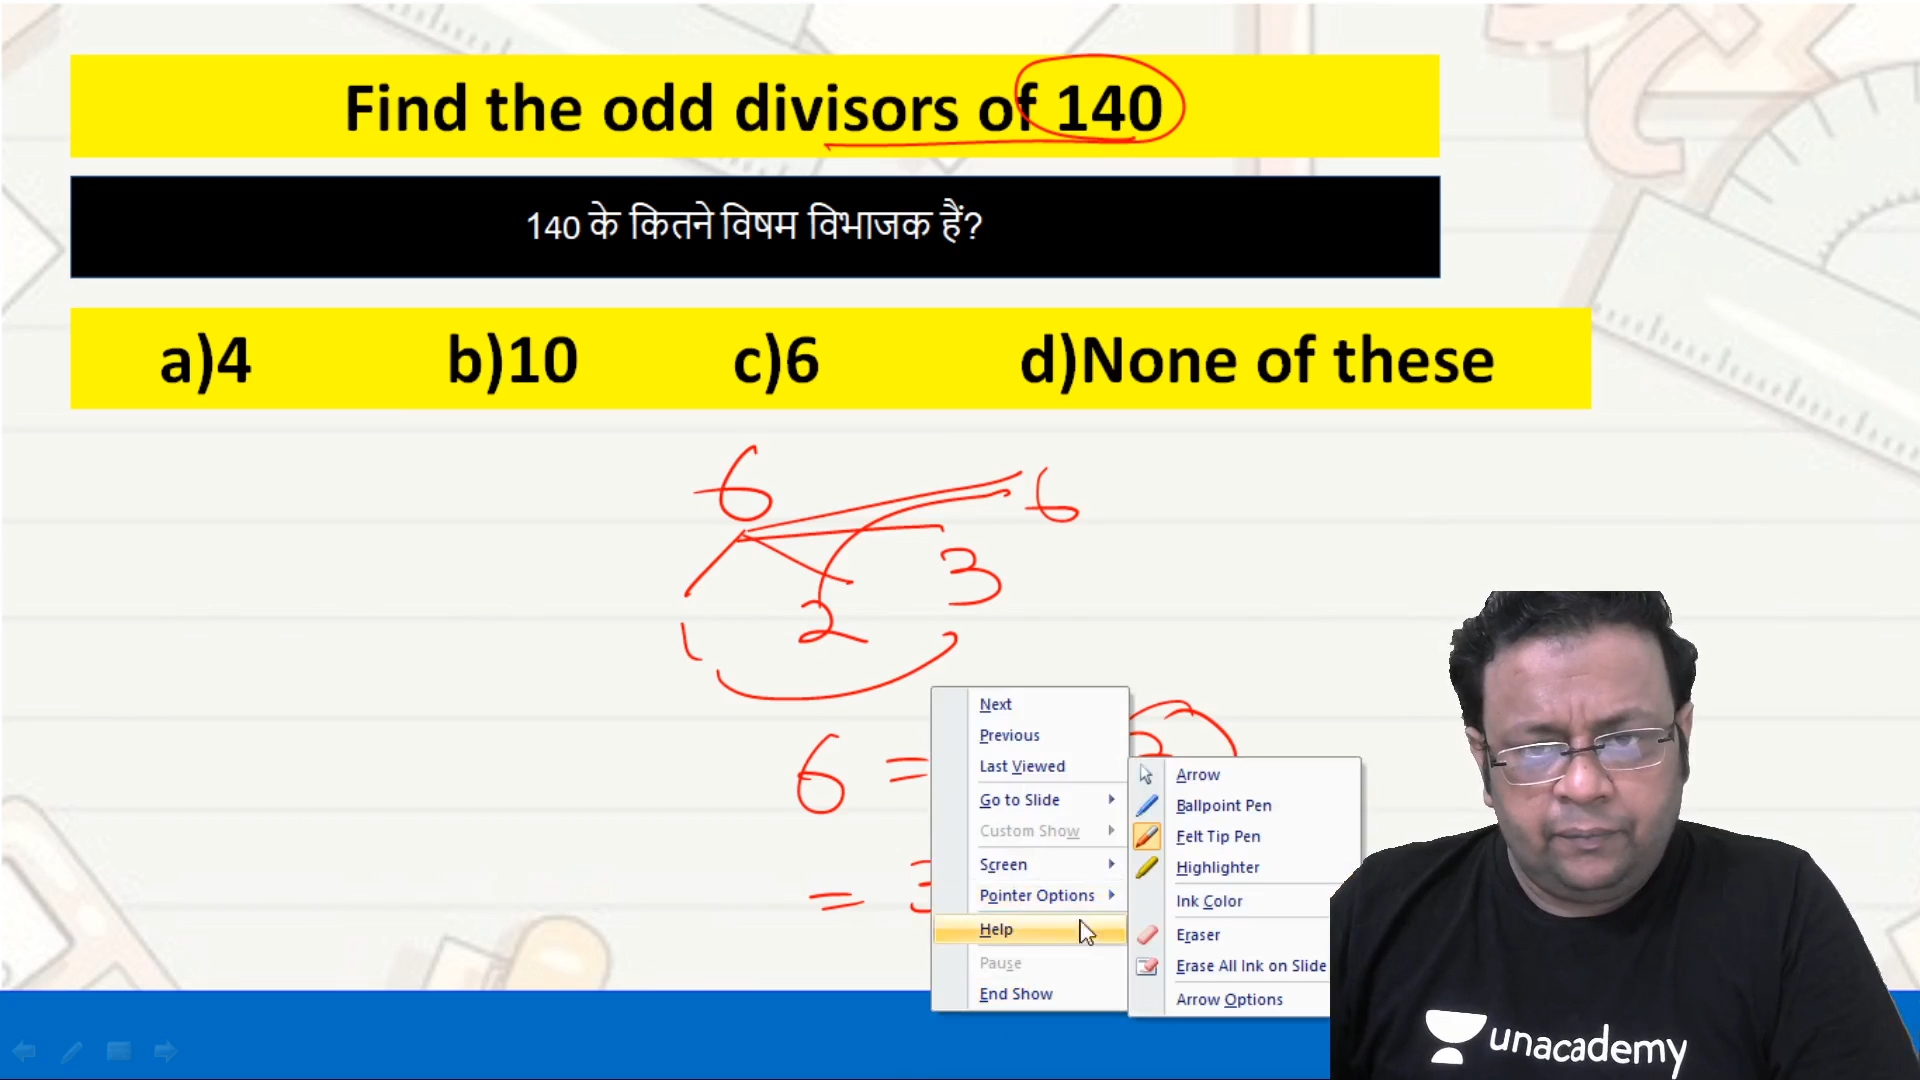 Find the odd divisors of 140
140 के कितने विषम विभाजक हैं?
a)4 b)10 c)6 d)None of these
6 6
3
2
6 =
= 3
Next
Previous
Last Viewed
Go to Slide
Custom Show
Screen
Pointer Options
Help
Pause
End Show
Arrow
Ballpoint Pen
Felt Tip Pen
Highlighter
Ink Color
Eraser
Erase All Ink on Slide
Arrow Options
unacademy